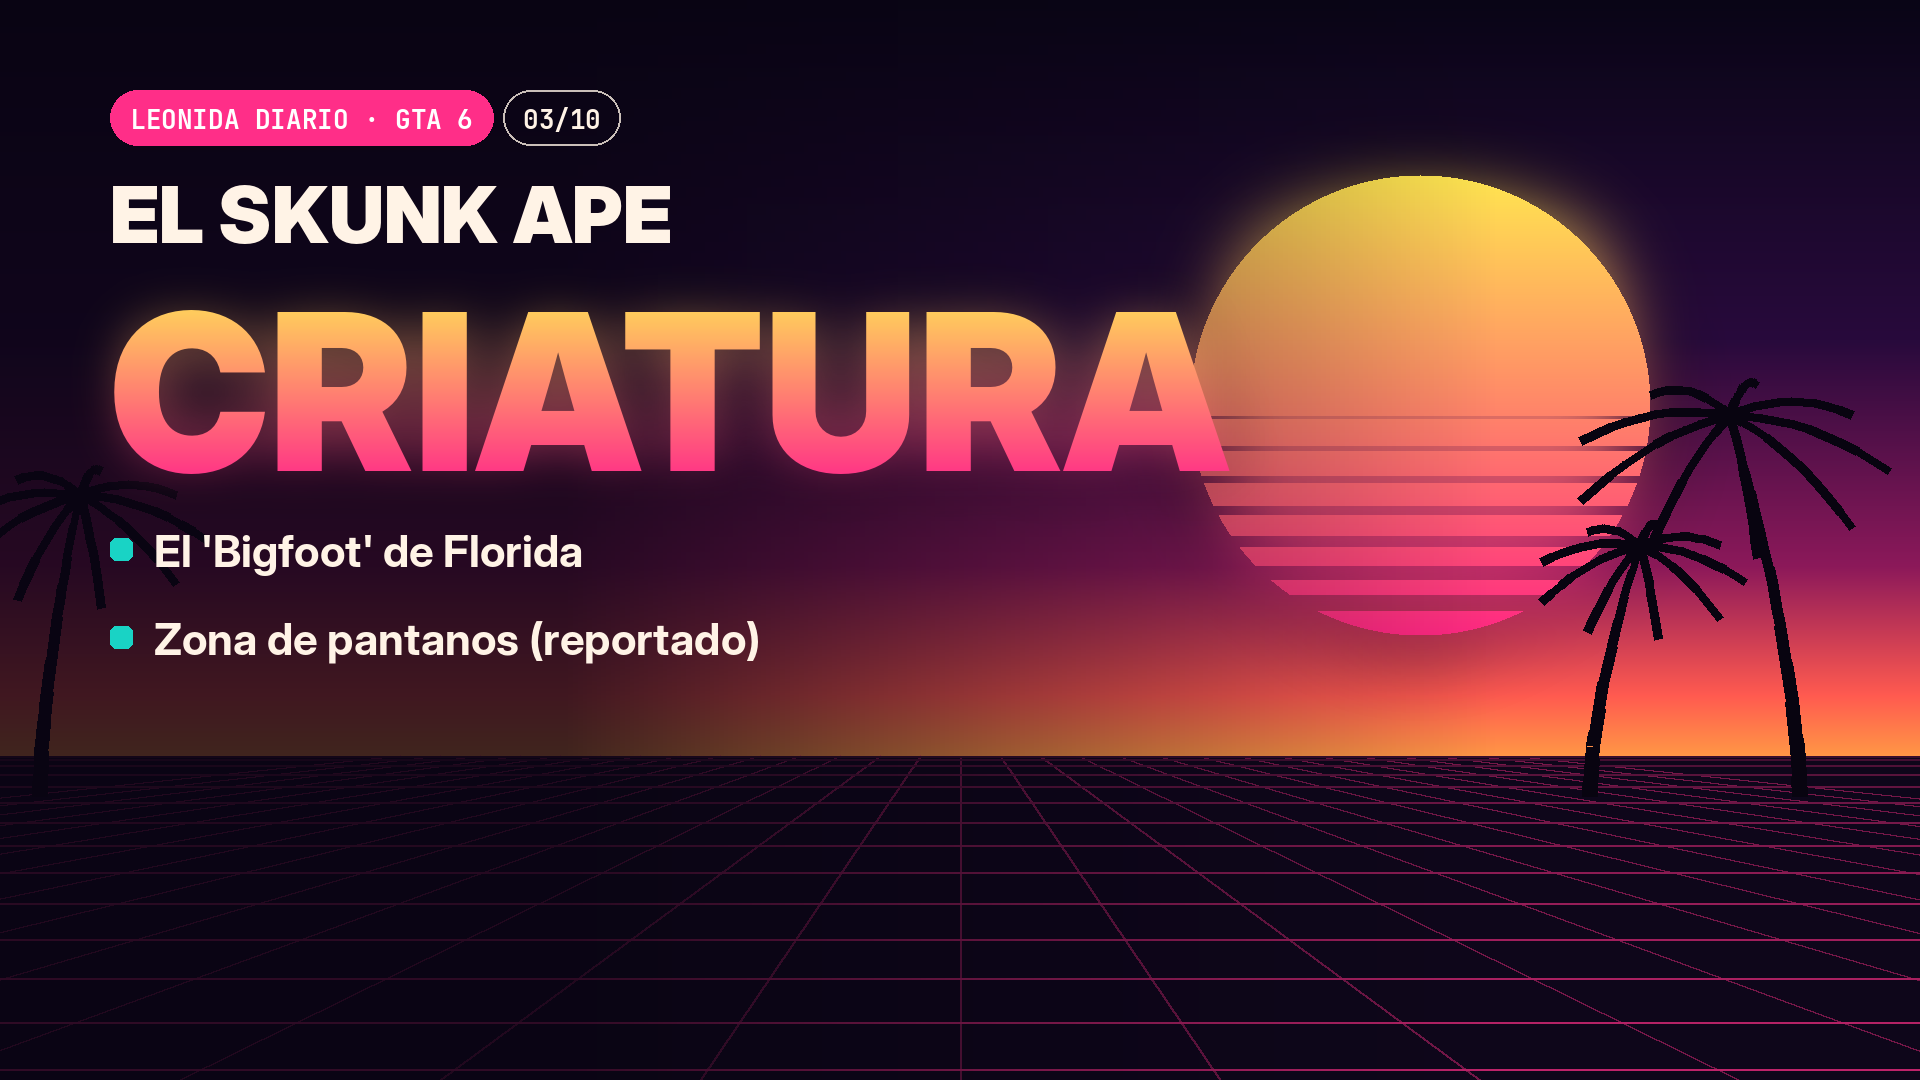 LEONIDA DIARIO · GTA 6 03/10
EL SKUNK APE
CRIATURA
El 'Bigfoot' de Florida
Zona de pantanos (reportado)